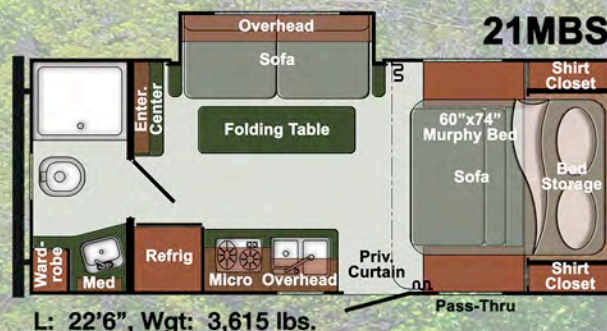 21MBS
Overhead
Sofa
Shirt
Closet
Enter.
Center
Folding Table
60”x74”
Murphy Bed
Sofa
Bed
Storage
Ward-
robe
Med
Refrig
Micro
Overhead
Priv.
Curtain
Shirt
Closet
Pass-Thru
L: 22'6”, Wgt: 3,615 lbs.